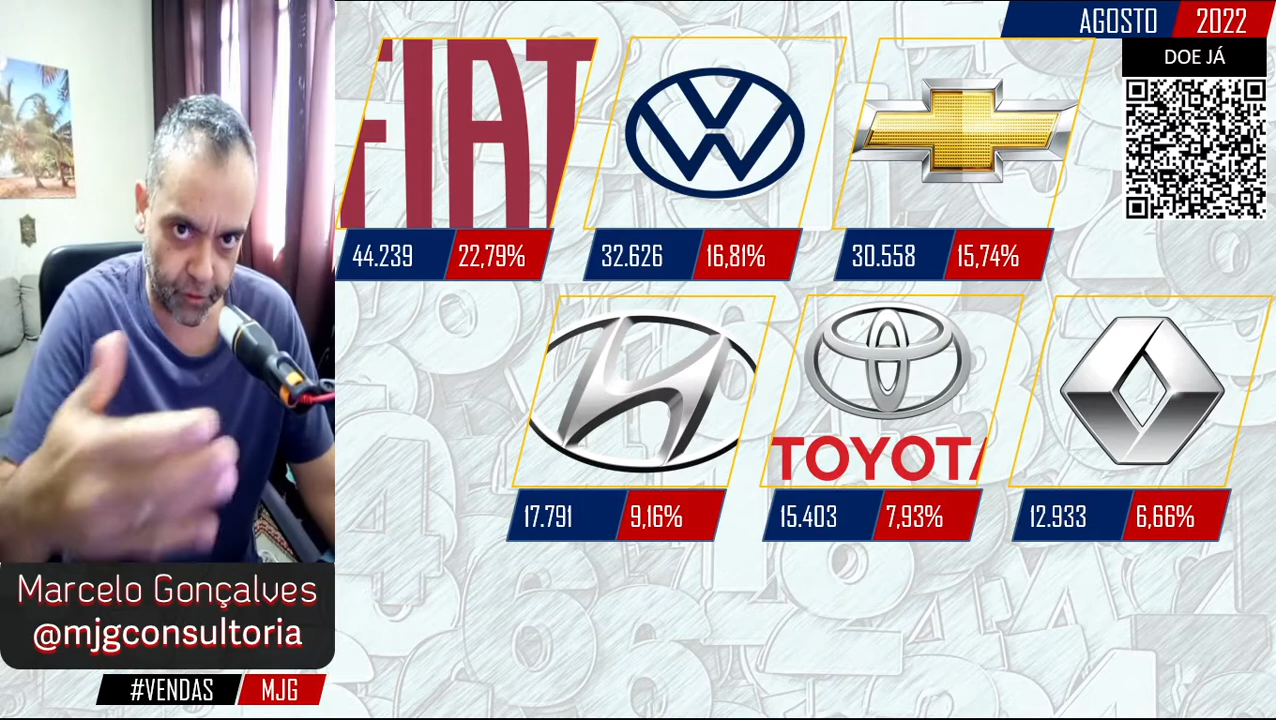 AGOSTO 2022
DOE JÁ
FIAT
44.239 22,79%
32.626 16,81%
30.558 15,74%
TOYOTA
17.791 9,16%
15.403 7,93%
12.933 6,66%
Marcelo Gonçalves
@mjgconsultoria
#VENDAS MJG